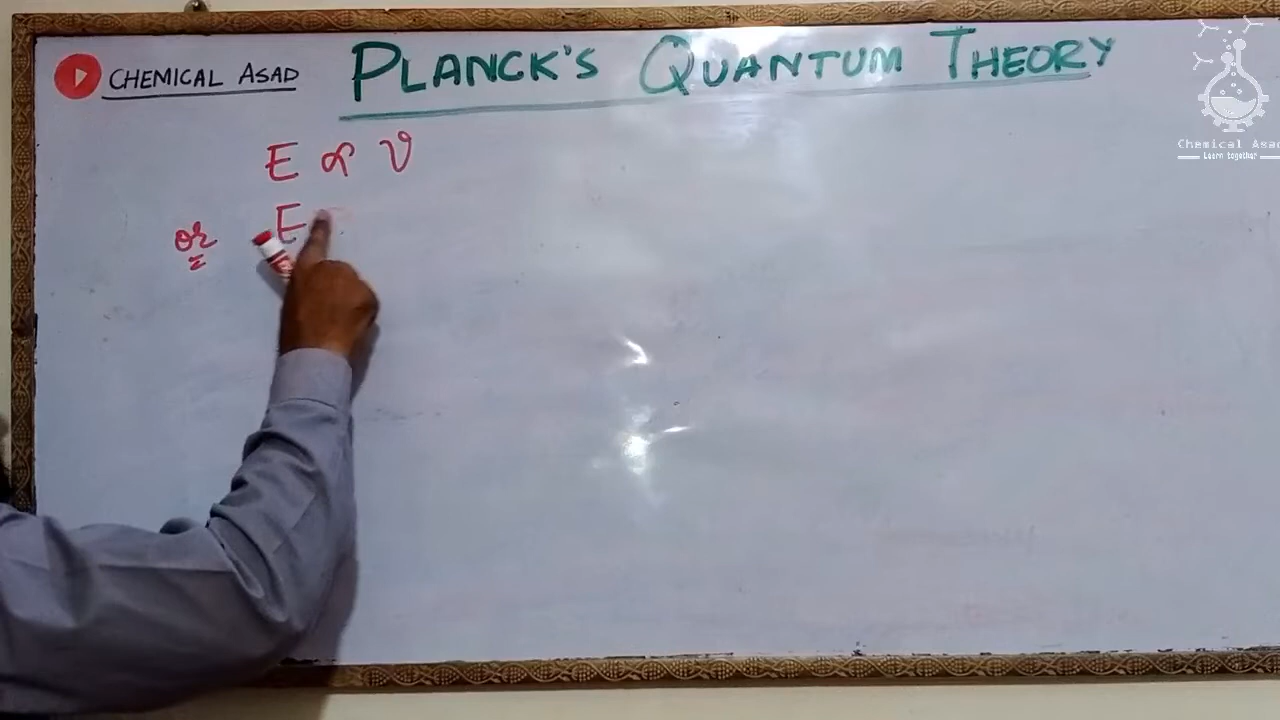 CHEMICAL ASAD
PLANCK'S QUANTUM THEORY
E ∝ ν
or E
Chemical Asad
Learn together